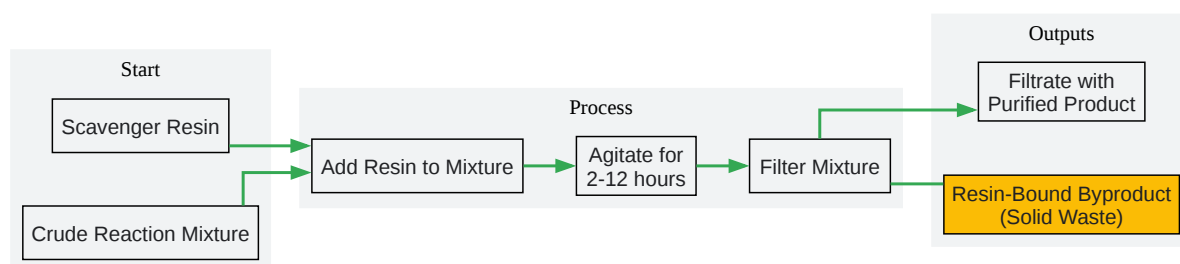 Start
Scavenger Resin
Crude Reaction Mixture
Process
Add Resin to Mixture
Agitate for
2-12 hours
Filter Mixture
Outputs
Filtrate with
Purified Product
Resin-Bound Byproduct
(Solid Waste)